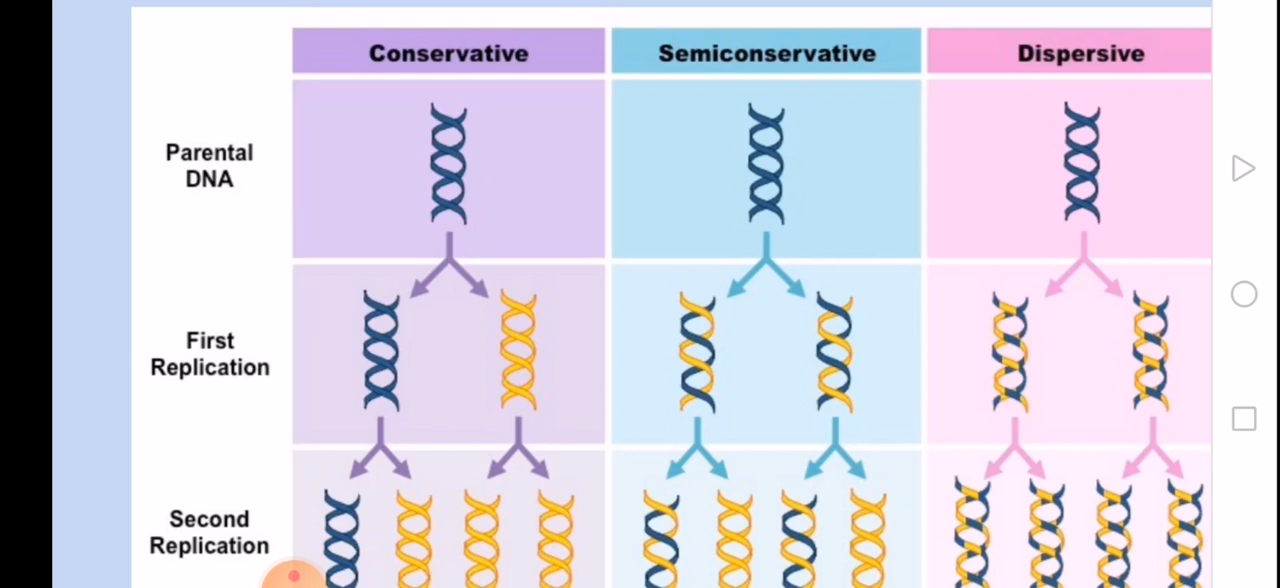 Conservative
Semiconservative
Dispersive
Parental
DNA
First
Replication
Second
Replication